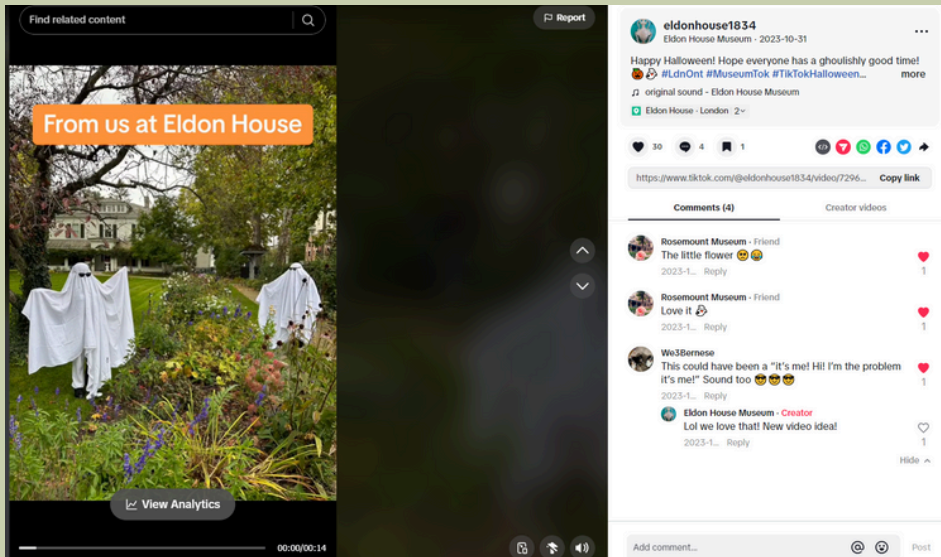 Find related content
Report
From us at Eldon House
View Analytics
00:00/00:14
eldonhouse1834
Eldon House Museum · 2023-10-31
Happy Halloween! Hope everyone has a ghoulishly good time!
🎃 👻 #LdnOnt #MuseumTok #TikTokHalloween... more
♫ original sound - Eldon House Museum
Eldon House · London 2
30 4 1
https://www.tiktok.com/@eldonhouse1834/video/7296... Copy link
Comments (4) Creator videos
Rosemount Museum · Friend
The little flower 🥺😂
2023-1... Reply
1
Rosemount Museum · Friend
Love it 👻
2023-1... Reply
1
We3Bernese
This could have been a “it’s me! Hi! I’m the problem
it’s me!” Sound too 😎😎😎
2023-1... Reply
1
Eldon House Museum · Creator
Lol we love that! New video idea!
2023-1... Reply
1
Hide
Add comment... Post